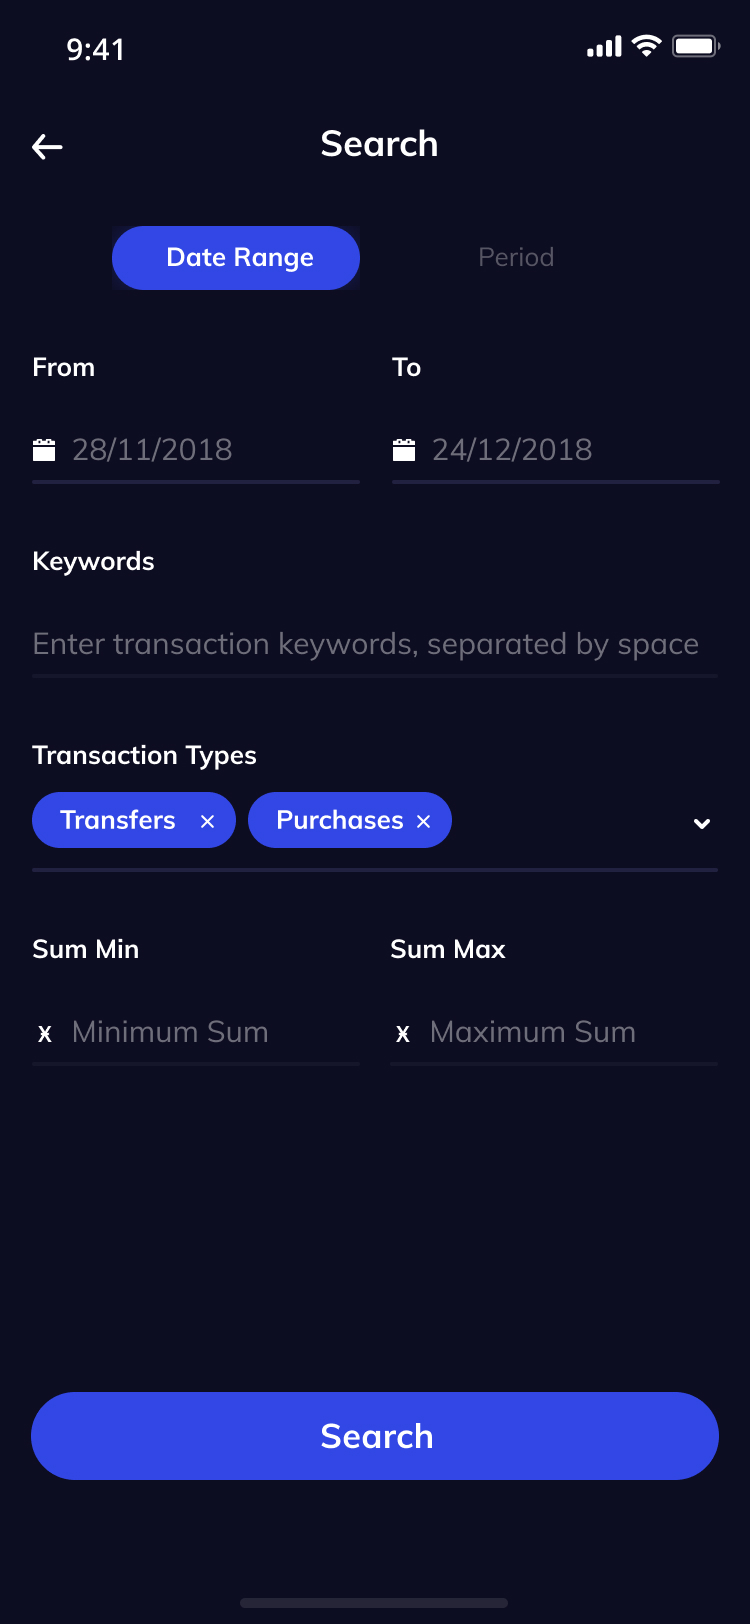 9:41
Search
Date Range Period
From To
28/11/2018 24/12/2018
Keywords
Enter transaction keywords, separated by space
Transaction Types
Transfers × Purchases ×
Sum Min Sum Max
Minimum Sum Maximum Sum
Search